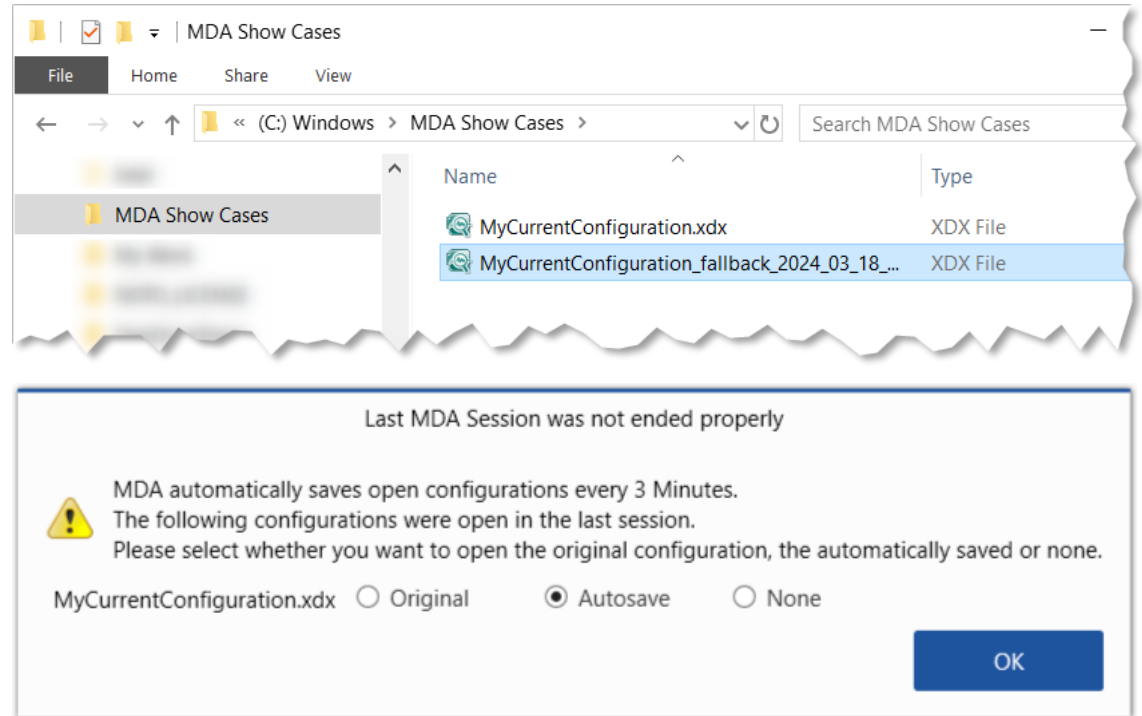 MDA Show Cases
File Home Share View
« (C:) Windows > MDA Show Cases >
Search MDA Show Cases
Name Type
MDA Show Cases
MyCurrentConfiguration.xdx XDX File
MyCurrentConfiguration_fallback_2024_03_18_... XDX File
Last MDA Session was not ended properly
MDA automatically saves open configurations every 3 Minutes.
The following configurations were open in the last session.
Please select whether you want to open the original configuration, the automatically saved or none.
MyCurrentConfiguration.xdx Original Autosave None
OK